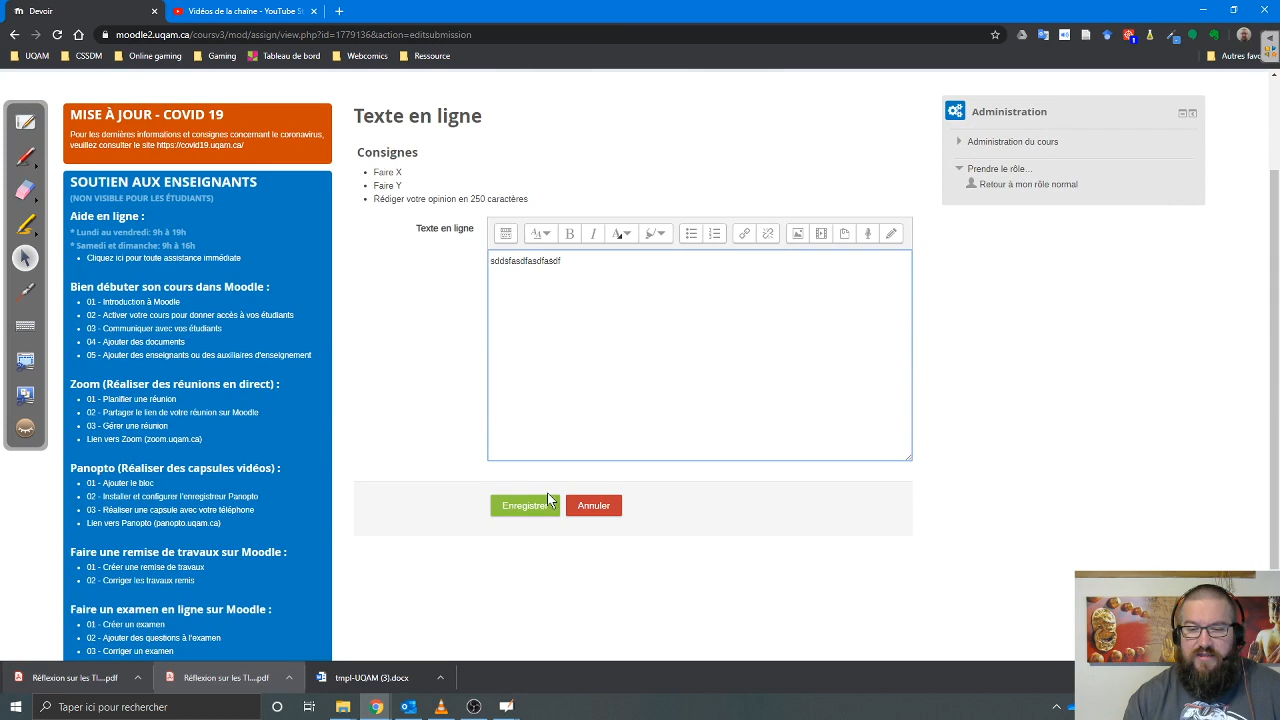 Devoir
Vidéos de la chaîne - YouTube S
moodle2.uqam.ca/coursv3/mod/assign/view.php?id=1779136&action=editsubmission
UQAM
CSSDM
Online gaming
Gaming
Tableau de bord
Webcomics
Ressource
Autres favo
MISE À JOUR - COVID 19
Pour les dernières informations et consignes concernant le coronavirus,
veuillez consulter le site https://covid19.uqam.ca/
SOUTIEN AUX ENSEIGNANTS
(NON VISIBLE POUR LES ÉTUDIANTS)
Aide en ligne :
* Lundi au vendredi: 9h à 19h
* Samedi et dimanche: 9h à 16h
Cliquez ici pour toute assistance immédiate
Bien débuter son cours dans Moodle :
01 - Introduction à Moodle
02 - Activer votre cours pour donner accès à vos étudiants
03 - Communiquer avec vos étudiants
04 - Ajouter des documents
05 - Ajouter des enseignants ou des auxiliaires d'enseignement
Zoom (Réaliser des réunions en direct) :
01 - Planifier une réunion
02 - Partager le lien de votre réunion sur Moodle
03 - Gérer une réunion
Lien vers Zoom (zoom.uqam.ca)
Panopto (Réaliser des capsules vidéos) :
01 - Ajouter le bloc
02 - Installer et configurer l'enregistreur Panopto
03 - Réaliser une capsule avec votre téléphone
Lien vers Panopto (panopto.uqam.ca)
Faire une remise de travaux sur Moodle :
01 - Créer une remise de travaux
02 - Corriger les travaux remis
Faire un examen en ligne sur Moodle :
01 - Créer un examen
02 - Ajouter des questions à l'examen
03 - Corriger un examen
Texte en ligne
Consignes
Faire X
Faire Y
Rédiger votre opinion en 250 caractères
Texte en ligne
B I
sddsfasdfasdfasdf
Enregistrer
Annuler
Administration
Administration du cours
Prendre le rôle...
Retour à mon rôle normal
Réflexion sur les TI....pdf
Réflexion sur les TI....pdf
tmpl-UQAM (3).docx
Taper ici pour rechercher